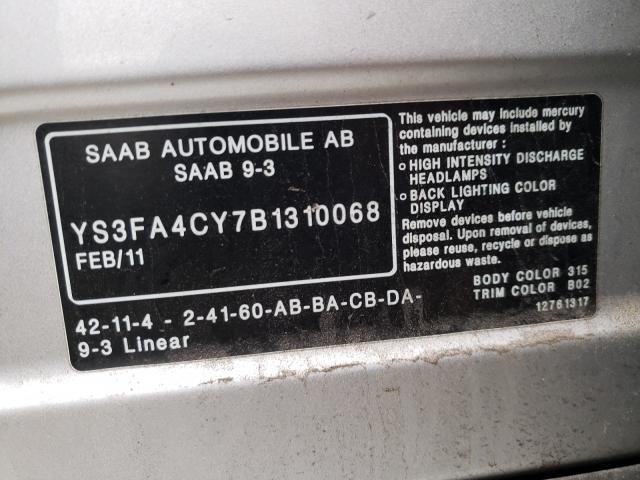 SAAB AUTOMOBILE AB
SAAB 9-3
YS3FA4CY7B1310068
FEB/11
42-11-4 - 2-41-60-AB-BA-CB-DA-
9-3 Linear
This vehicle may include mercury
containing devices installed by
the manufacturer :
o HIGH INTENSITY DISCHARGE
HEADLAMPS
o BACK LIGHTING COLOR
DISPLAY
Remove devices before vehicle
disposal. Upon removal of devices,
please reuse, recycle or dispose as
hazardous waste.
BODY COLOR 315
TRIM COLOR B02
12761317